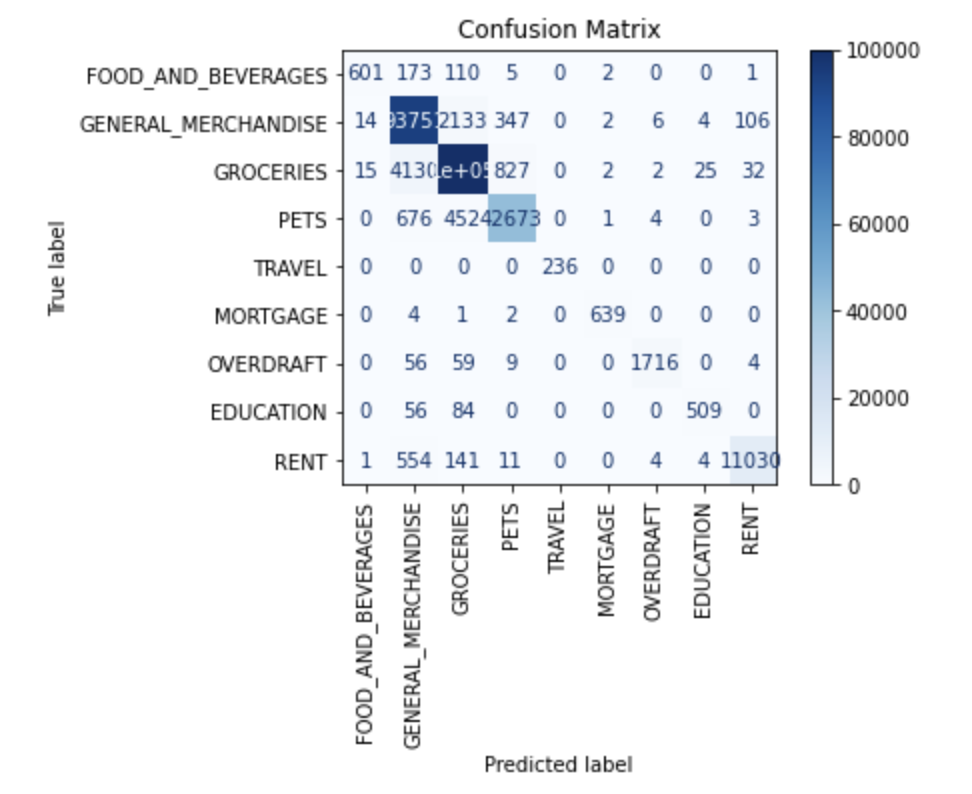 Confusion Matrix
FOOD_AND_BEVERAGES 601 173 110 5 0 2 0 0 1
GENERAL_MERCHANDISE 14 93751 2133 347 0 2 6 4 106
GROCERIES 15 4130 1e+05 827 0 2 2 25 32
PETS 0 676 452 42673 0 1 4 0 3
TRAVEL 0 0 0 0 236 0 0 0 0
MORTGAGE 0 4 1 2 0 639 0 0 0
OVERDRAFT 0 56 59 9 0 0 1716 0 4
EDUCATION 0 56 84 0 0 0 0 509 0
RENT 1 554 141 11 0 0 4 4 11030
True label
FOOD_AND_BEVERAGES
GENERAL_MERCHANDISE
GROCERIES
PETS
TRAVEL
MORTGAGE
OVERDRAFT
EDUCATION
RENT
Predicted label
100000
80000
60000
40000
20000
0